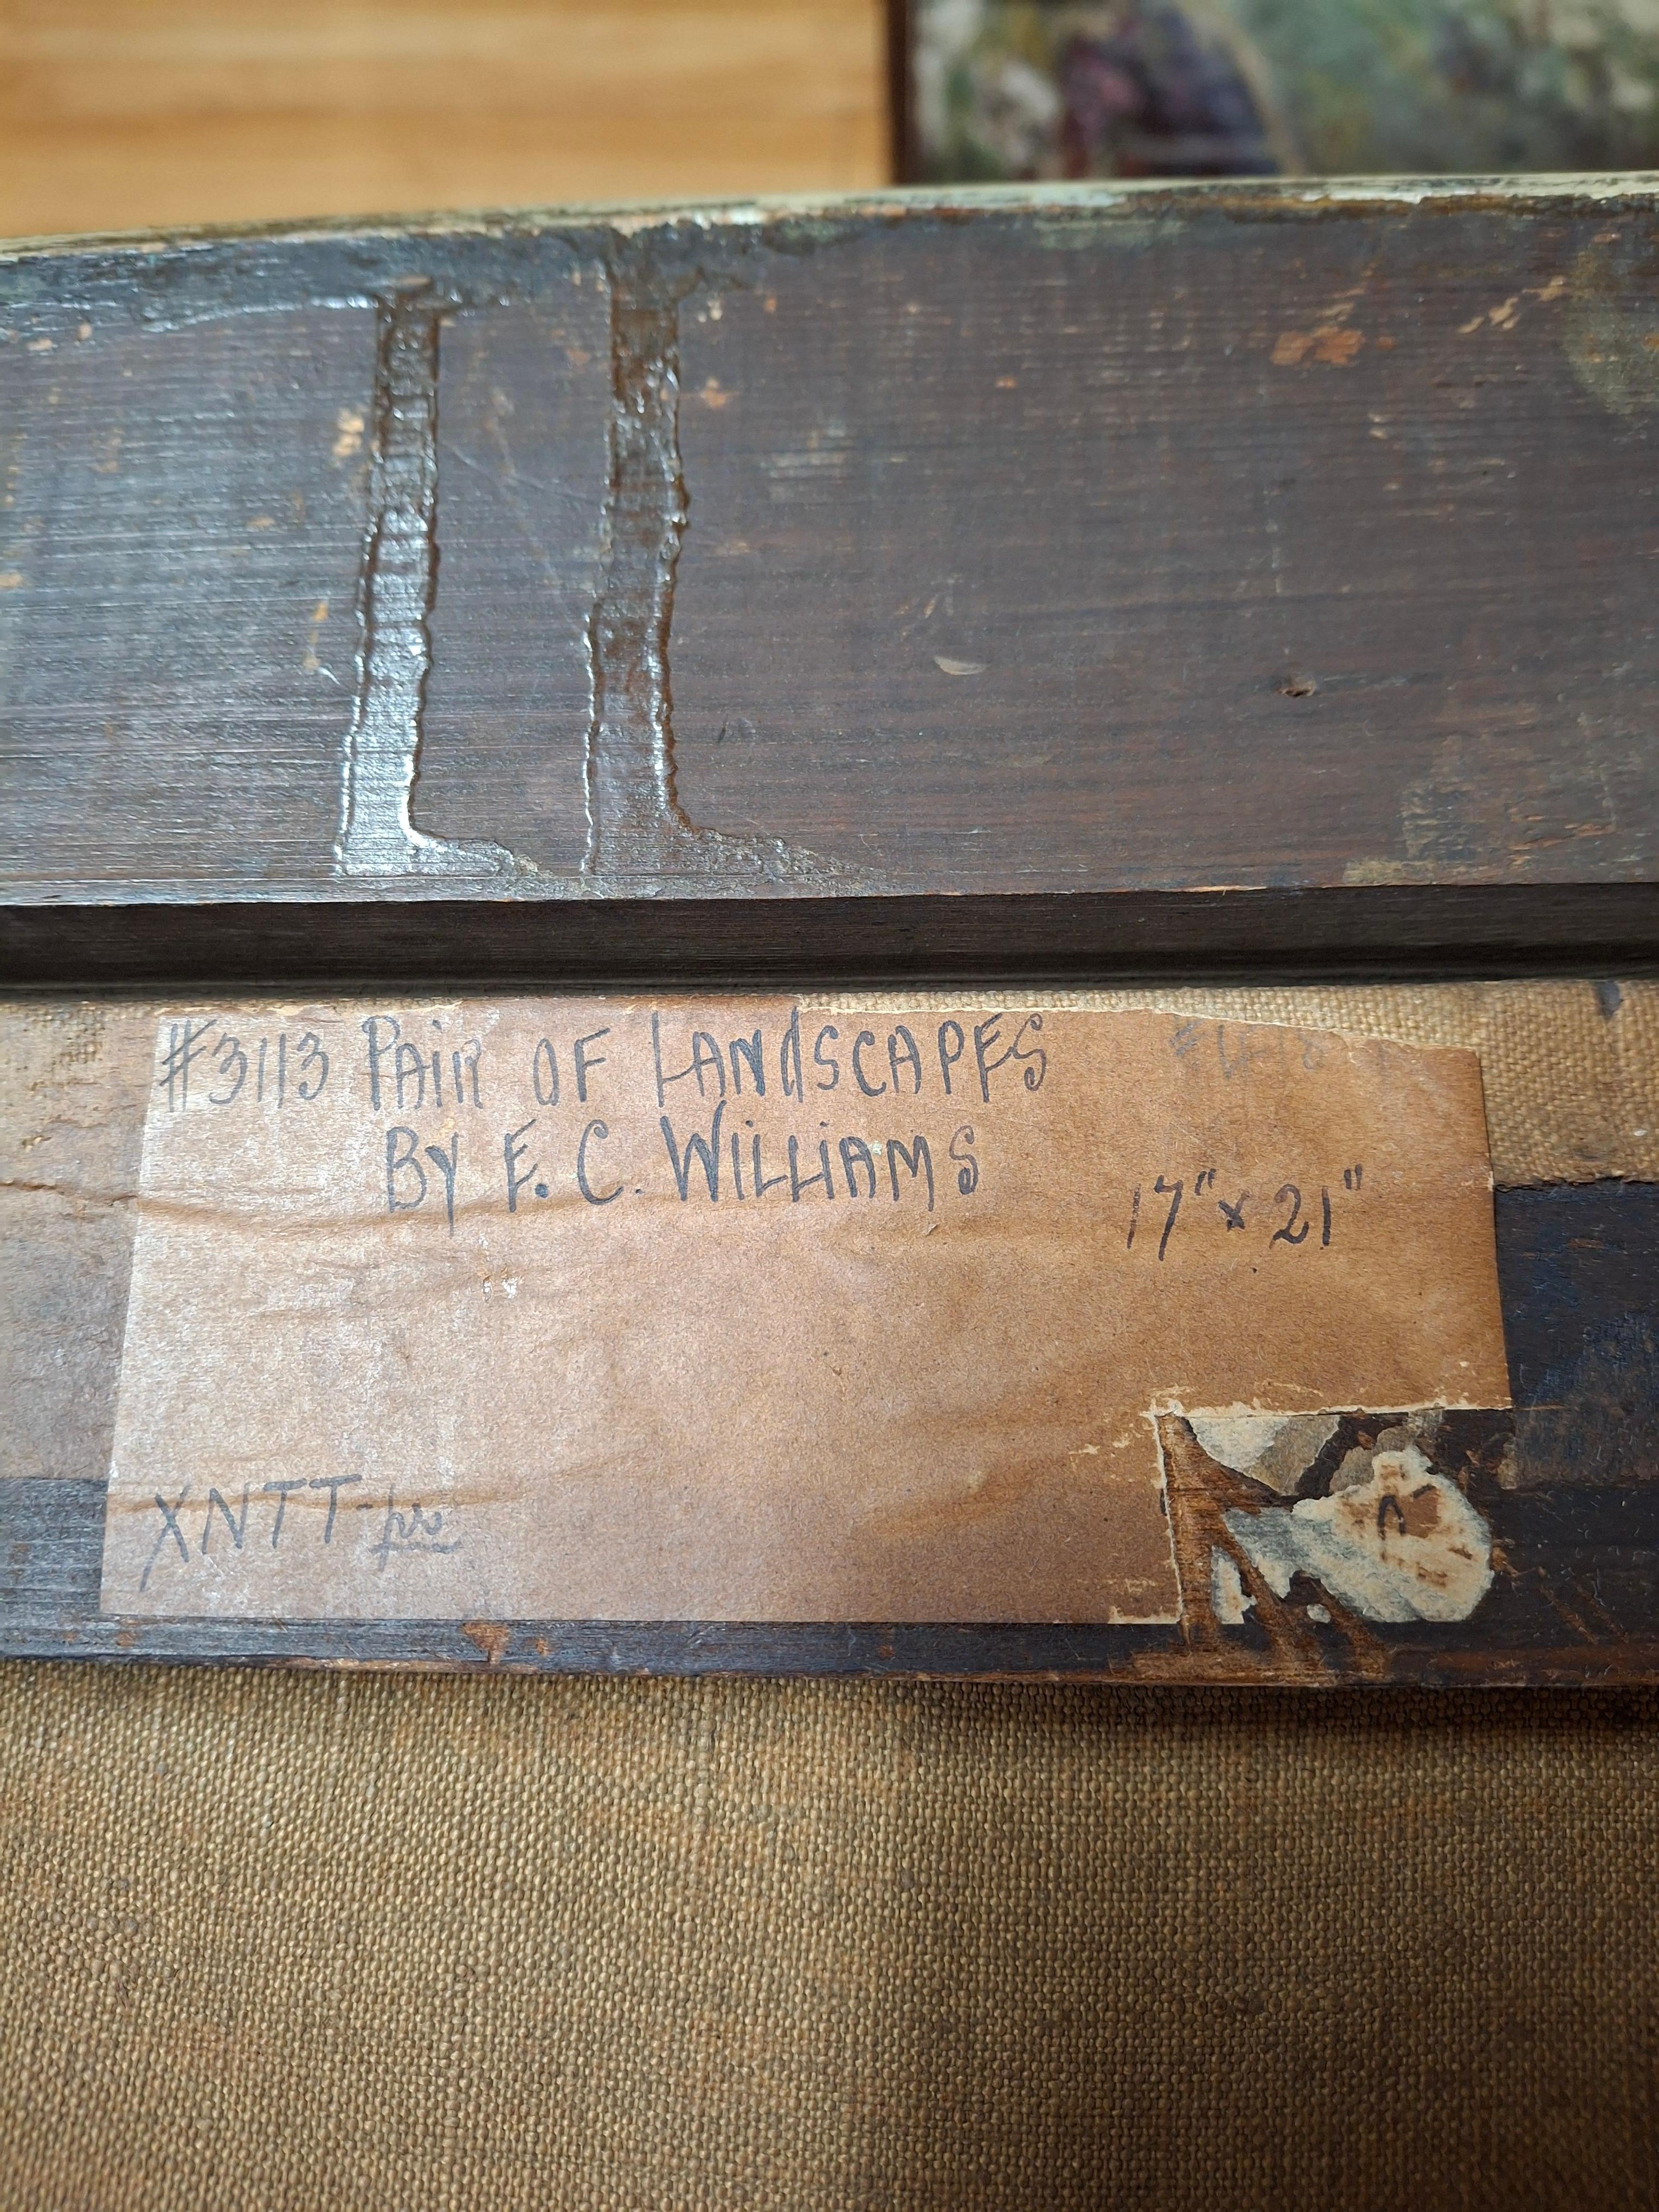 #3113 PAIR OF LANDSCAPES
BY F. C. WILLIAMS
17" x 21"
XNTT